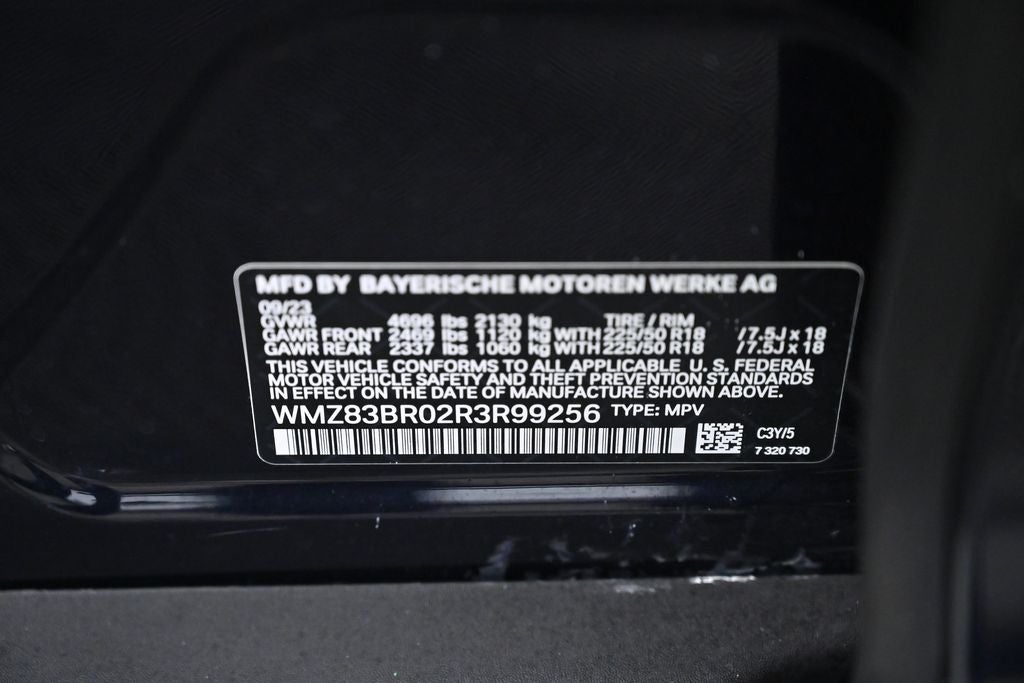 MFD BY BAYERISCHE MOTOREN WERKE AG
09/23
GVWR 4696 lbs 2130 kg TIRE / RIM
GAWR FRONT 2469 lbs 1120 kg WITH 225/50 R18 /7.5J x 18
GAWR REAR 2337 lbs 1060 kg WITH 225/50 R18 /7.5J x 18
THIS VEHICLE CONFORMS TO ALL APPLICABLE U. S. FEDERAL
MOTOR VEHICLE SAFETY AND THEFT PREVENTION STANDARDS
IN EFFECT ON THE DATE OF MANUFACTURE SHOWN ABOVE.
WMZ83BR02R3R99256 TYPE: MPV
C3Y/5
7 320 730